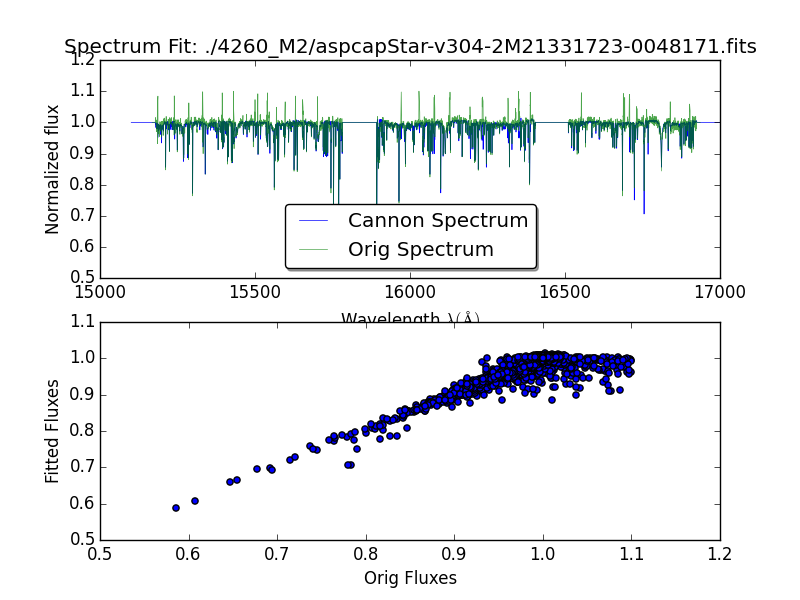 Spectrum Fit: ./4260_M2/aspcapStar-v304-2M21331723-0048171.fits
1.2
1.1
1.0
0.9
0.8
0.7
0.6
0.5
Normalized flux
Cannon Spectrum
Orig Spectrum
15000 15500 16000 16500 17000
Wavelength λ(Å)
1.1
1.0
0.9
0.8
0.7
0.6
0.5
Fitted Fluxes
0.5 0.6 0.7 0.8 0.9 1.0 1.1 1.2
Orig Fluxes